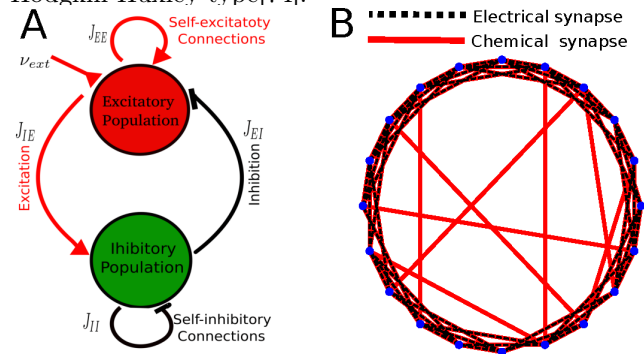 A
Self-excitatory
Connections
J_EE
ν_ext
Excitatory
Population
J_IE
J_EI
Excitation
Inhibition
Ihibitory
Population
J_II
Self-inhibitory
Connections
B
Electrical synapse
Chemical synapse